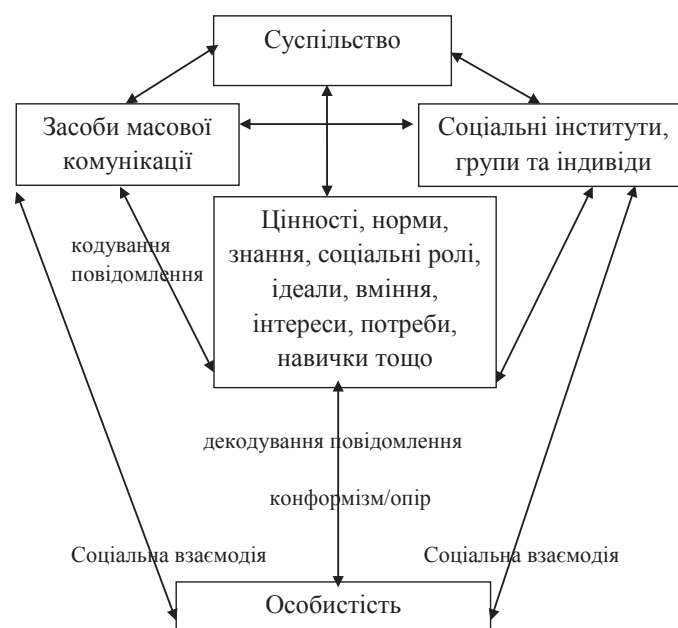 Суспільство
Засоби масової
комунікації
Соціальні інститути,
групи та індивіди
Цінності, норми,
знання, соціальні ролі,
ідеали, вміння,
інтереси, потреби,
навички тощо
кодування
повідомлення
декодування повідомлення
конформізм/опір
Соціальна взаємодія
Соціальна взаємодія
Особистість